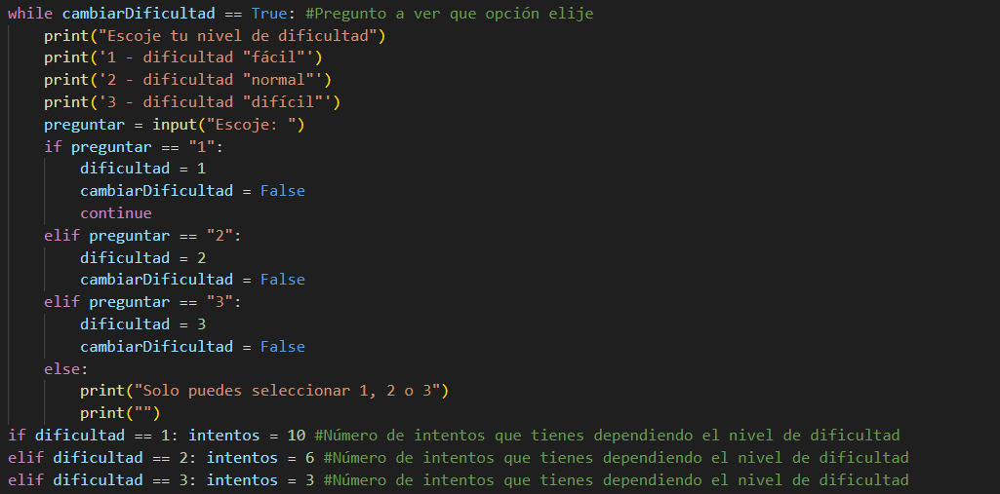 while cambiarDificultad == True: #Pregunto a ver que opción elije
    print("Escoje tu nivel de dificultad")
    print('1 - dificultad "fácil"')
    print('2 - dificultad "normal"')
    print('3 - dificultad "difícil"')
    preguntar = input("Escoje: ")
    if preguntar == "1":
        dificultad = 1
        cambiarDificultad = False
        continue
    elif preguntar == "2":
        dificultad = 2
        cambiarDificultad = False
    elif preguntar == "3":
        dificultad = 3
        cambiarDificultad = False
    else:
        print("Solo puedes seleccionar 1, 2 o 3")
        print("")
if dificultad == 1: intentos = 10 #Número de intentos que tienes dependiendo el nivel de dificultad
elif dificultad == 2: intentos = 6 #Número de intentos que tienes dependiendo el nivel de dificultad
elif dificultad == 3: intentos = 3 #Número de intentos que tienes dependiendo el nivel de dificultad